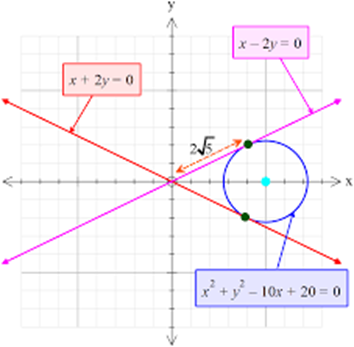 y
x − 2y = 0
x + 2y = 0
2√5
x
x² + y² − 10x + 20 = 0